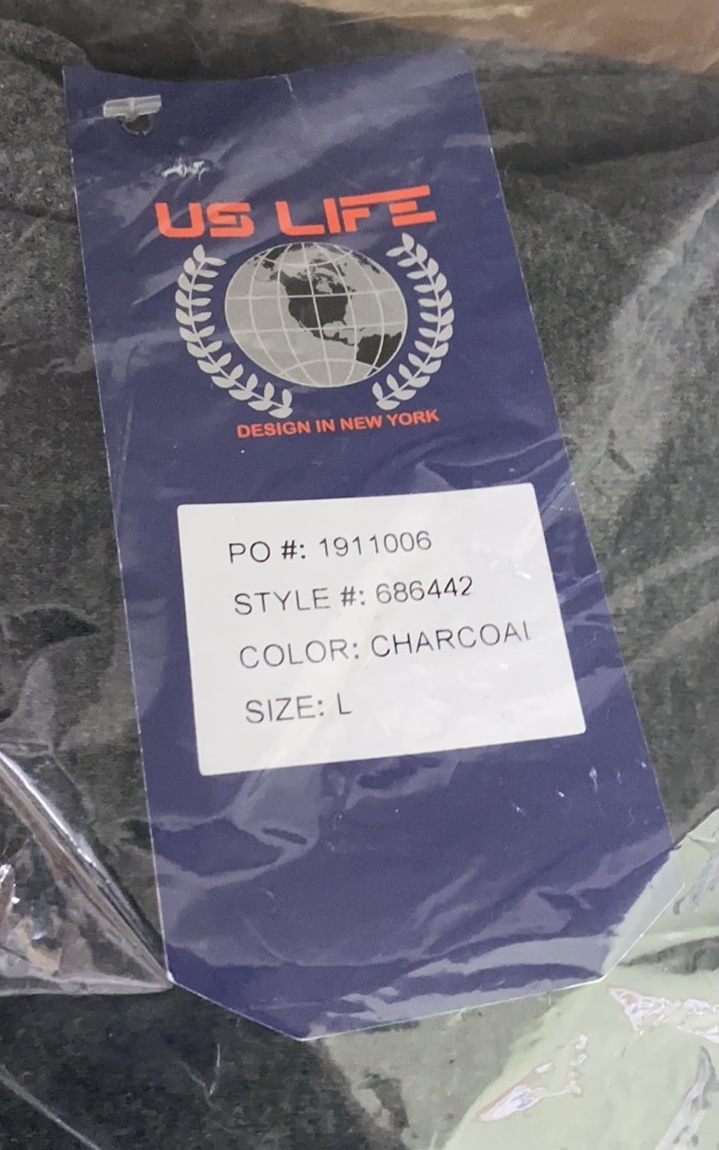 US LIFE
DESIGN IN NEW YORK
PO #: 1911006
STYLE #: 686442
COLOR: CHARCOAL
SIZE: L